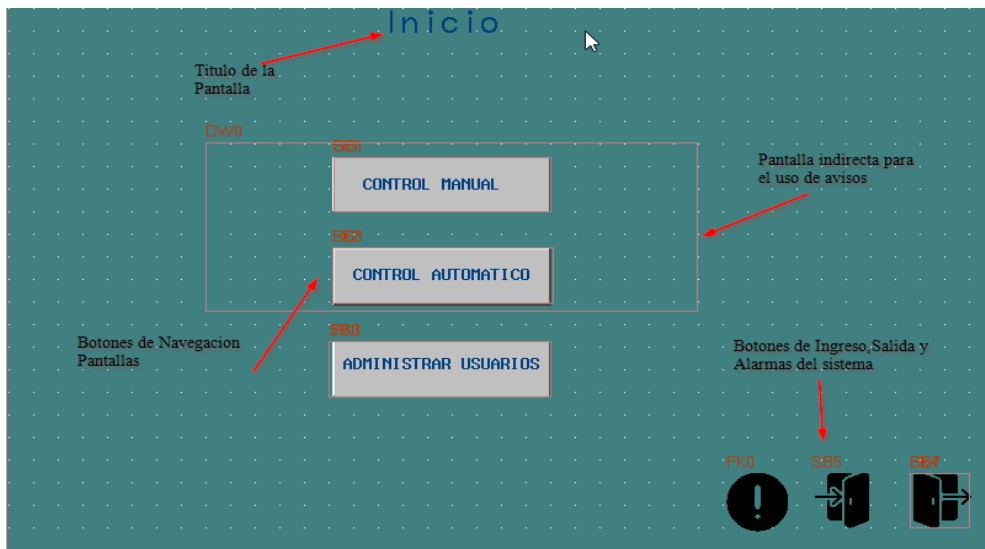 Inicio
Titulo de la
Pantalla
DW0
CONTROL MANUAL
Pantalla indirecta para
el uso de avisos
CONTROL AUTOMATICO
Botones de Navegacion
Pantallas
ADMINISTRAR USUARIOS
Botones de Ingreso,Salida y
Alarmas del sistema
FK0
SB5